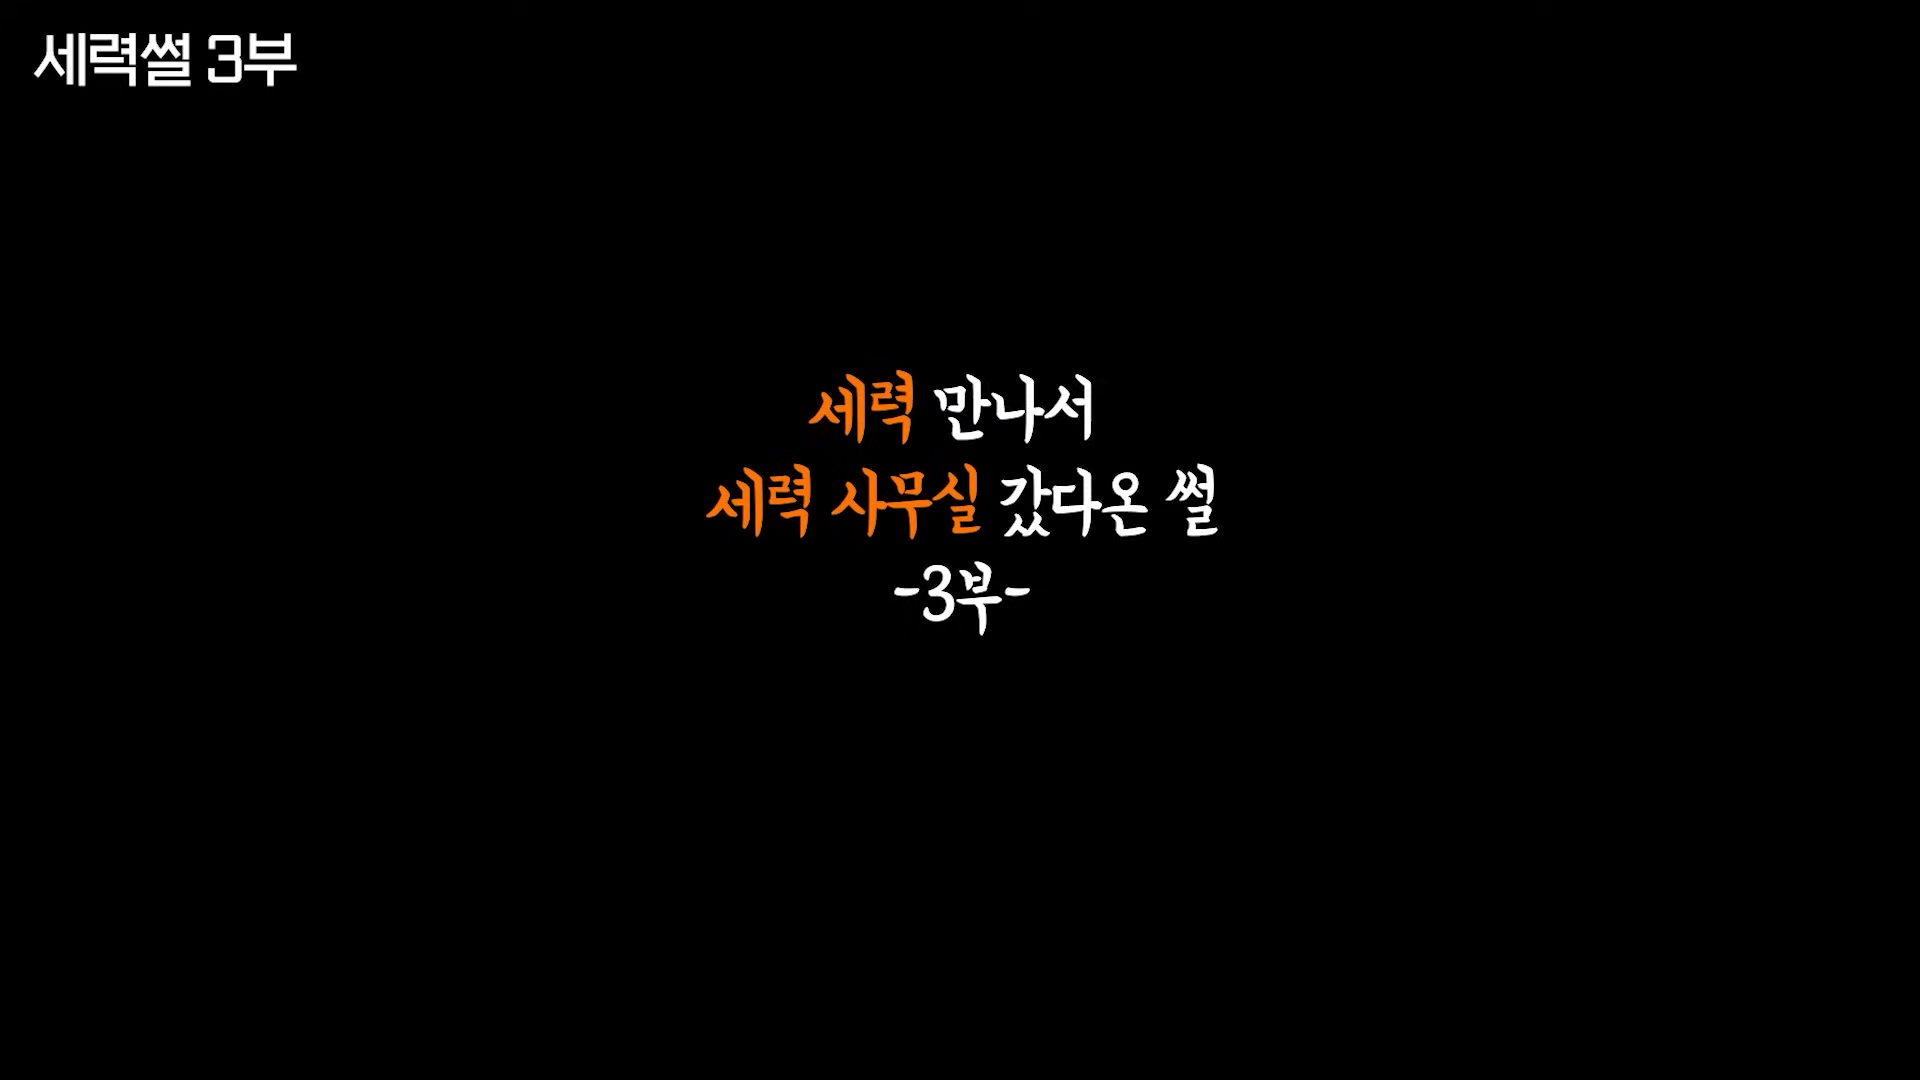 세력썰 3부
세력 만나서
세력 사무실 갔다온 썰
-3부-